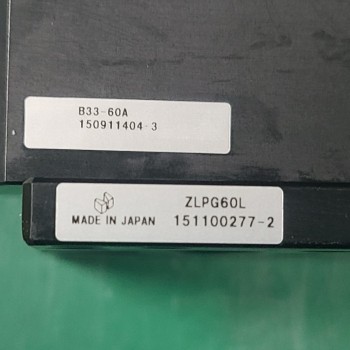 B33-60A
150911404-3
ZLPG60L
MADE IN JAPAN 151100277-2